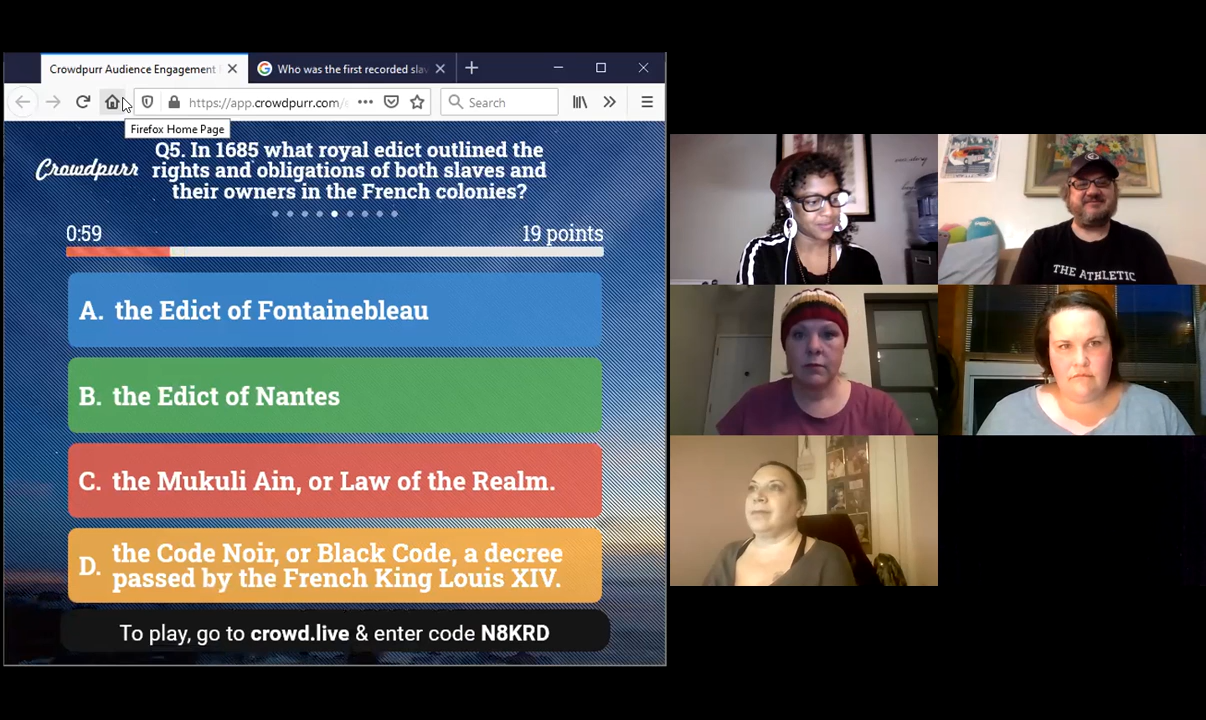 Crowdpurr Audience Engagement
Who was the first recorded slav
https://app.crowdpurr.com/
Search
Firefox Home Page
Crowdpurr
Q5. In 1685 what royal edict outlined the
rights and obligations of both slaves and
their owners in the French colonies?
0:59
19 points
A. the Edict of Fontainebleau
B. the Edict of Nantes
C. the Mukuli Ain, or Law of the Realm.
D. the Code Noir, or Black Code, a decree
passed by the French King Louis XIV.
To play, go to crowd.live & enter code N8KRD
THE ATHLETIC